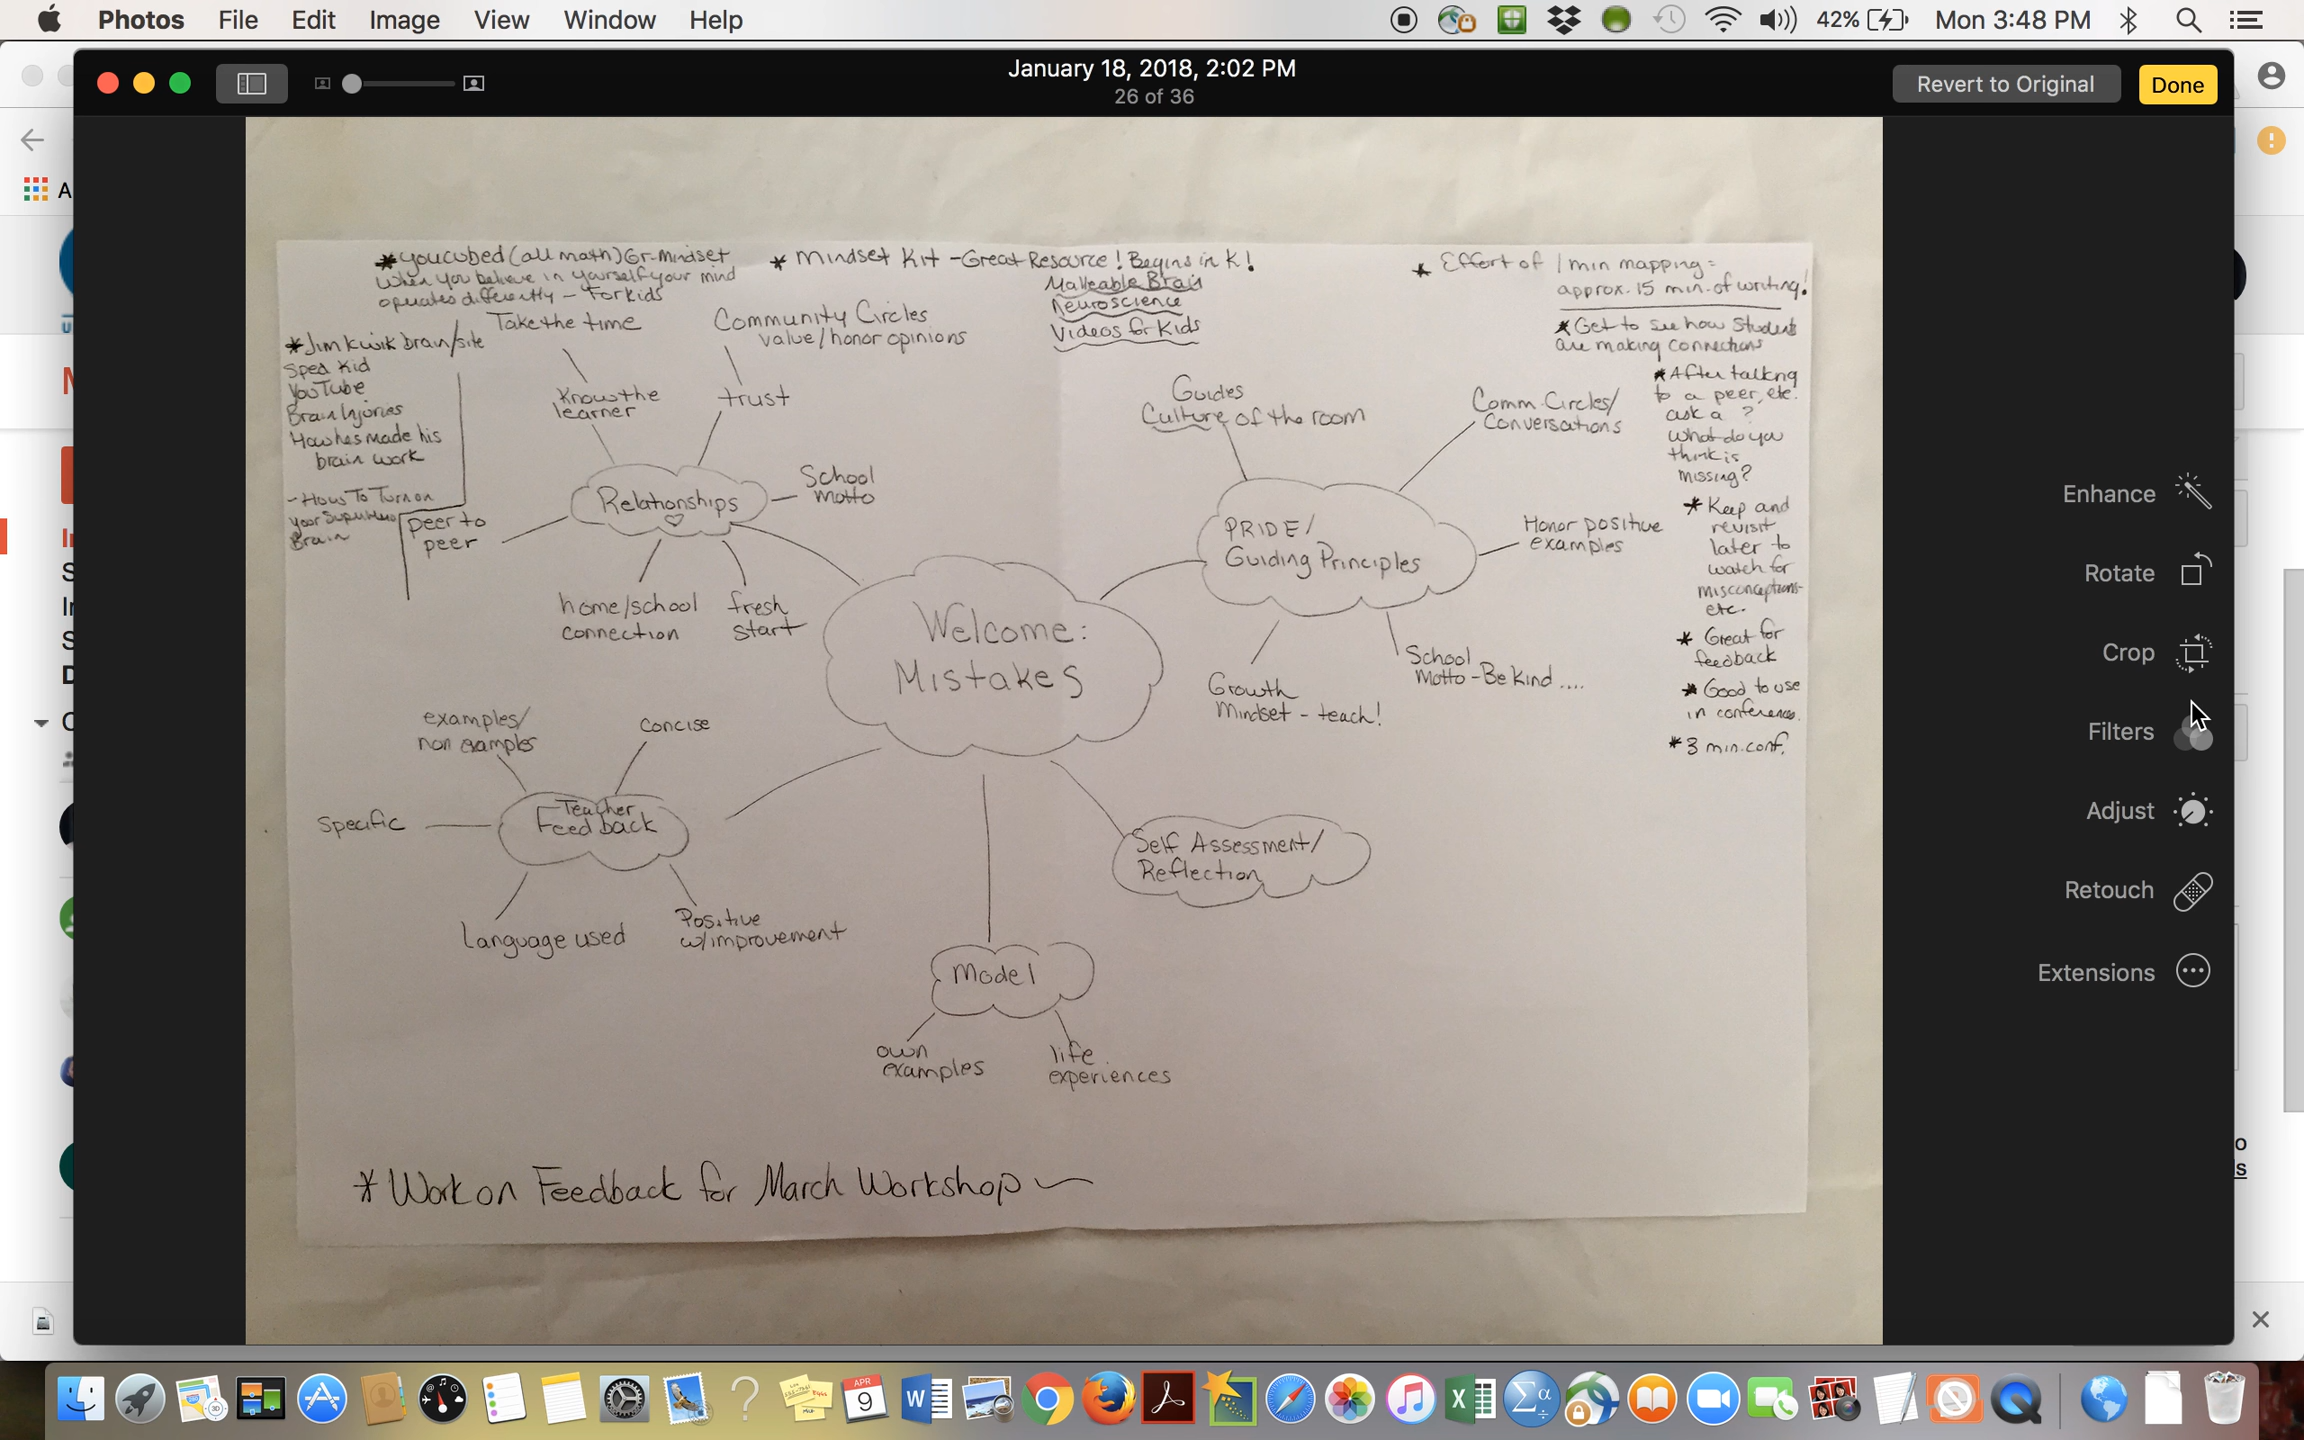 Photos File Edit Image View Window Help
42% Mon 3:48 PM
January 18, 2018, 2:02 PM
26 of 36
Revert to Original
Done
A
*youcubed (all math) Gr-Mindset
When you believe in yourself your mind
operates differently - For kids
* Mindset Kit - Great Resource! Begins in K!
Malleable Brain
Neuroscience
Videos for Kids
* Effort of 1 min mapping =
approx. 15 min. of writing!
*Get to see how students
are making connections
*After talking
to a peer, etc.
ask a ?
what do you
think is
missing?
* Keep and
revisit
later to
watch for
misconceptions
etc.
* Great for
feedback
* Good to use
in conferences.
*3 min. conf.
*Jim Kwik brain/site
Sped Kid
YouTube
Brain Injuries
How hes made his
brain work
- How To Turn on
your Superhero
Brain
Take the time
Know the
learner
Community Circles
value/honor opinions
trust
Relationships
School
motto
peer to
peer
home/school
connection
fresh
start
Guides
Culture of the room
Comm. Circles/
Conversations
PRIDE/
Guiding Principles
Honor positive
examples
Growth
Mindset - teach!
School
Motto - Be Kind ....
Welcome:
Mistakes
examples/
non examples
concise
Specific
Teacher
Feedback
Language used
Positive
w/improvement
Self Assessment/
Reflection
Model
own
examples
life
experiences
* Work on Feedback for March Workshop
Enhance
Rotate
Crop
Filters
Adjust
Retouch
Extensions
APR
9